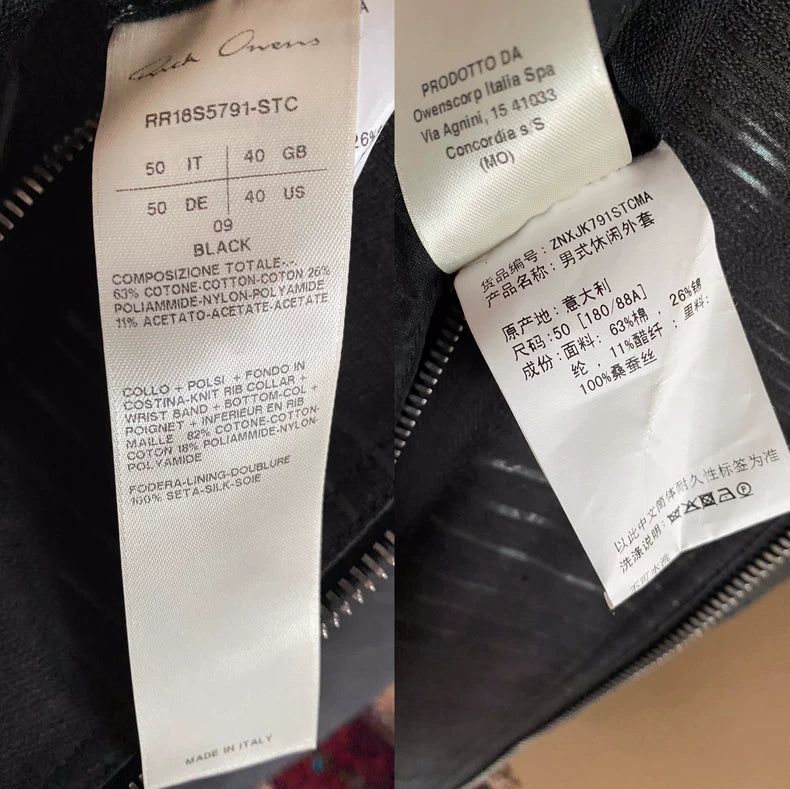 Rick Owens
RR18S5791-STC
50 IT 40 GB
50 DE 40 US
09
BLACK
COMPOSIZIONE TOTALE-.-.
63% COTONE-COTTON-COTON 26%
POLIAMMIDE-NYLON-POLYAMIDE
11% ACETATO-ACETATE-ACETATE
COLLO + POLSI + FONDO IN
COSTINA-KNIT RIB COLLAR +
WRIST BAND + BOTTOM-COL +
POIGNET + INFERIEUR EN RIB
MAILLE 82% COTONE-COTTON-
COTON 18% POLIAMMIDE-NYLON-
POLYAMIDE
FODERA-LINING-DOUBLURE
100% SETA-SILK-SOIE
MADE IN ITALY
A
26%
PRODOTTO DA
Owenscorp Italia Spa
Via Agnini, 15 41033
Concordia s/S
(MO)
货品编号: ZNXJK791STCMA
产品名称: 男式休闲外套
原产地: 意大利
尺码: 50 [180/88A]
成份: 面料: 63%棉, 26%锦
纶, 11%醋纤; 里料:
100%桑蚕丝
以此中文简体耐久性标签为准
洗涤说明:
不可水洗